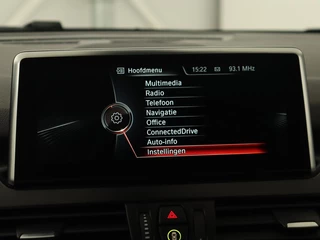 Hoofdmenu 15:22 93.1 MHz
Multimedia
Radio
Telefoon
Navigatie
Office
ConnectedDrive
Auto-info
Instellingen